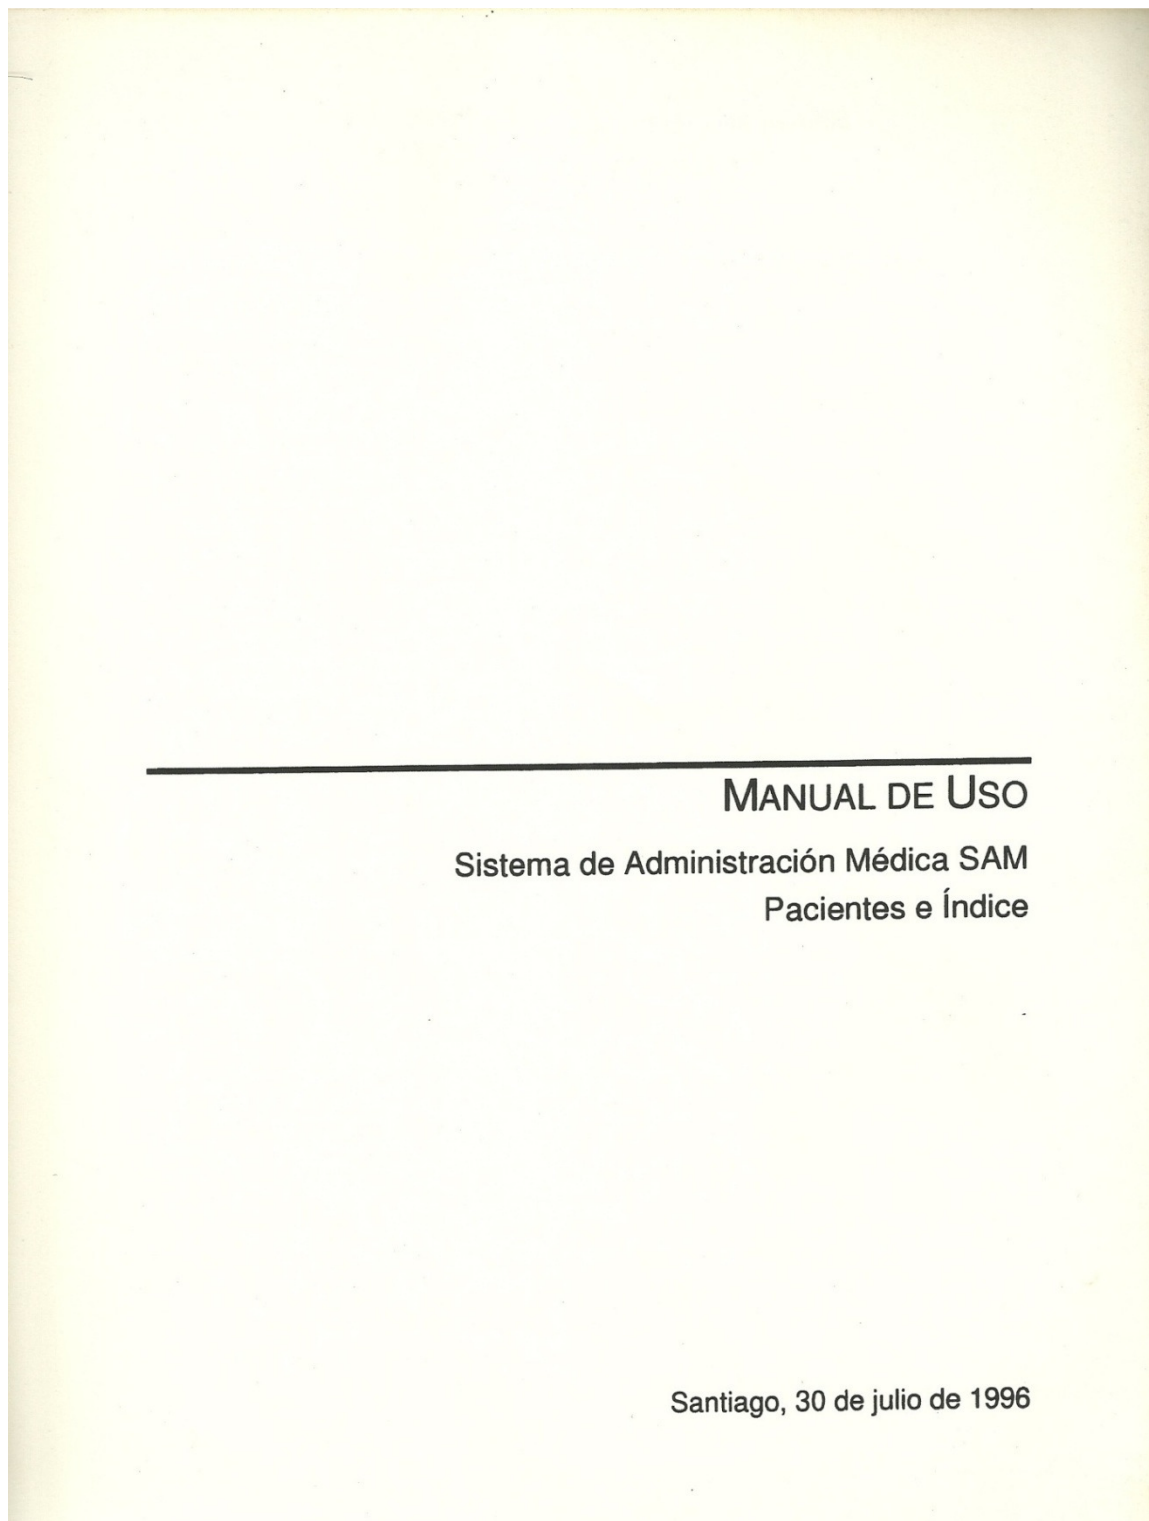 MANUAL DE USO
Sistema de Administración Médica SAM
Pacientes e Índice
Santiago, 30 de julio de 1996